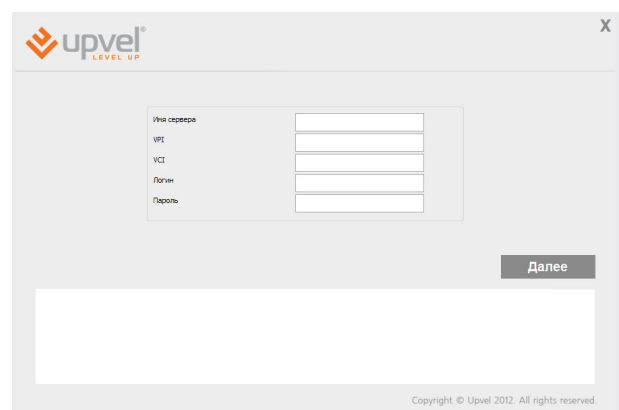 X
upvel®
LEVEL UP
Имя сервера
VPI
VCI
Логин
Пароль
Далее
Copyright © Upvel 2012. All rights reserved.